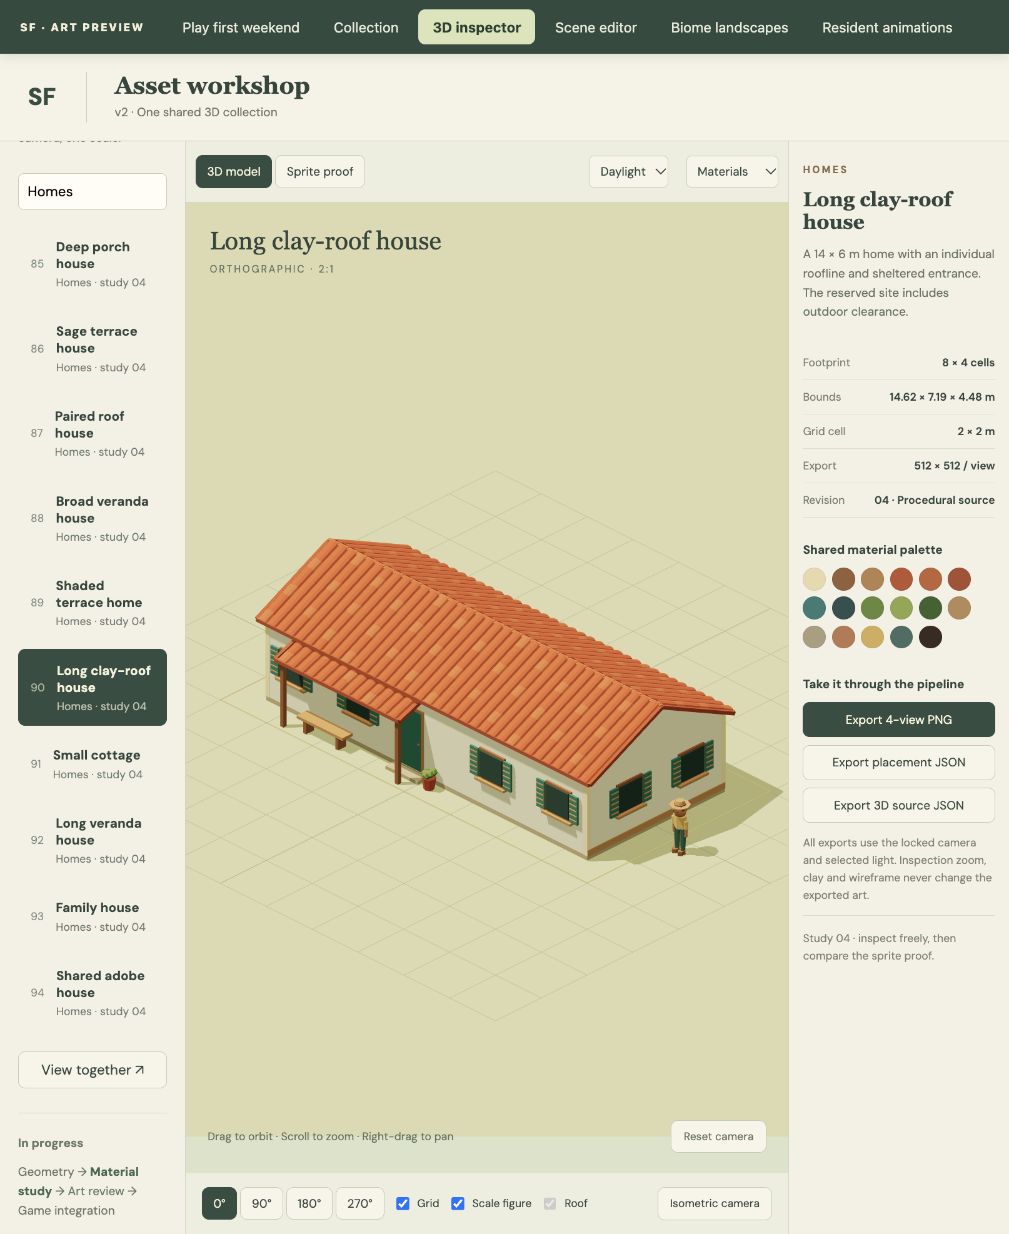 SF · ART PREVIEW
Play first weekend
Collection
3D inspector
Scene editor
Biome landscapes
Resident animations
SF
Asset workshop
v2 · One shared 3D collection
Homes
85
Deep porch
house
Homes · study 04
86
Sage terrace
house
Homes · study 04
87
Paired roof
house
Homes · study 04
88
Broad veranda
house
Homes · study 04
89
Shaded
terrace home
Homes · study 04
90
Long clay-roof
house
Homes · study 04
91
Small cottage
Homes · study 04
92
Long veranda
house
Homes · study 04
93
Family house
Homes · study 04
94
Shared adobe
house
Homes · study 04
View together ↗
In progress
Geometry → Material
study → Art review →
Game integration
3D model
Sprite proof
Daylight
Materials
Long clay-roof house
ORTHOGRAPHIC · 2:1
Drag to orbit · Scroll to zoom · Right-drag to pan
Reset camera
0°
90°
180°
270°
Grid
Scale figure
Roof
Isometric camera
HOMES
Long clay-roof
house
A 14 × 6 m home with an individual
roofline and sheltered entrance.
The reserved site includes
outdoor clearance.
Footprint 8 × 4 cells
Bounds 14.62 × 7.19 × 4.48 m
Grid cell 2 × 2 m
Export 512 × 512 / view
Revision 04 · Procedural source
Shared material palette
Take it through the pipeline
Export 4-view PNG
Export placement JSON
Export 3D source JSON
All exports use the locked camera
and selected light. Inspection zoom,
clay and wireframe never change the
exported art.
Study 04 · inspect freely, then
compare the sprite proof.